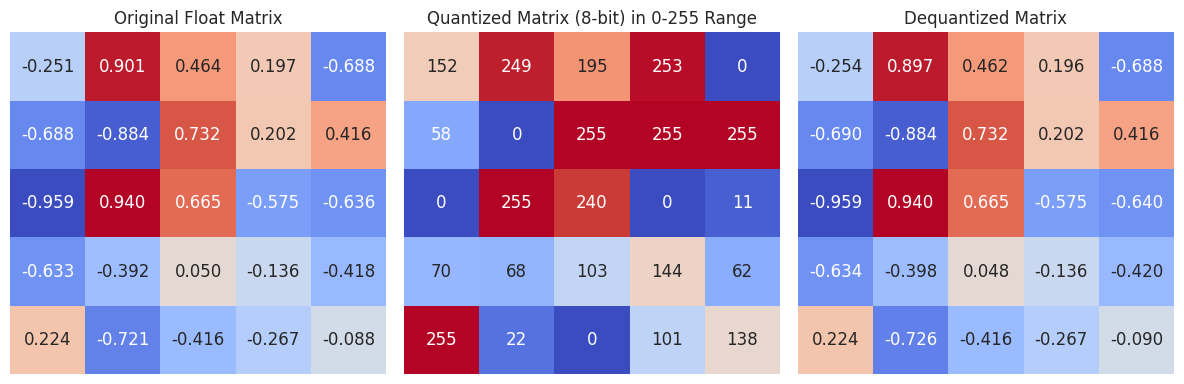 Original Float Matrix
-0.251 0.901 0.464 0.197 -0.688
-0.688 -0.884 0.732 0.202 0.416
-0.959 0.940 0.665 -0.575 -0.636
-0.633 -0.392 0.050 -0.136 -0.418
0.224 -0.721 -0.416 -0.267 -0.088
Quantized Matrix (8-bit) in 0-255 Range
152 249 195 253 0
58 0 255 255 255
0 255 240 0 11
70 68 103 144 62
255 22 0 101 138
Dequantized Matrix
-0.254 0.897 0.462 0.196 -0.688
-0.690 -0.884 0.732 0.202 0.416
-0.959 0.940 0.665 -0.575 -0.640
-0.634 -0.398 0.048 -0.136 -0.420
0.224 -0.726 -0.416 -0.267 -0.090